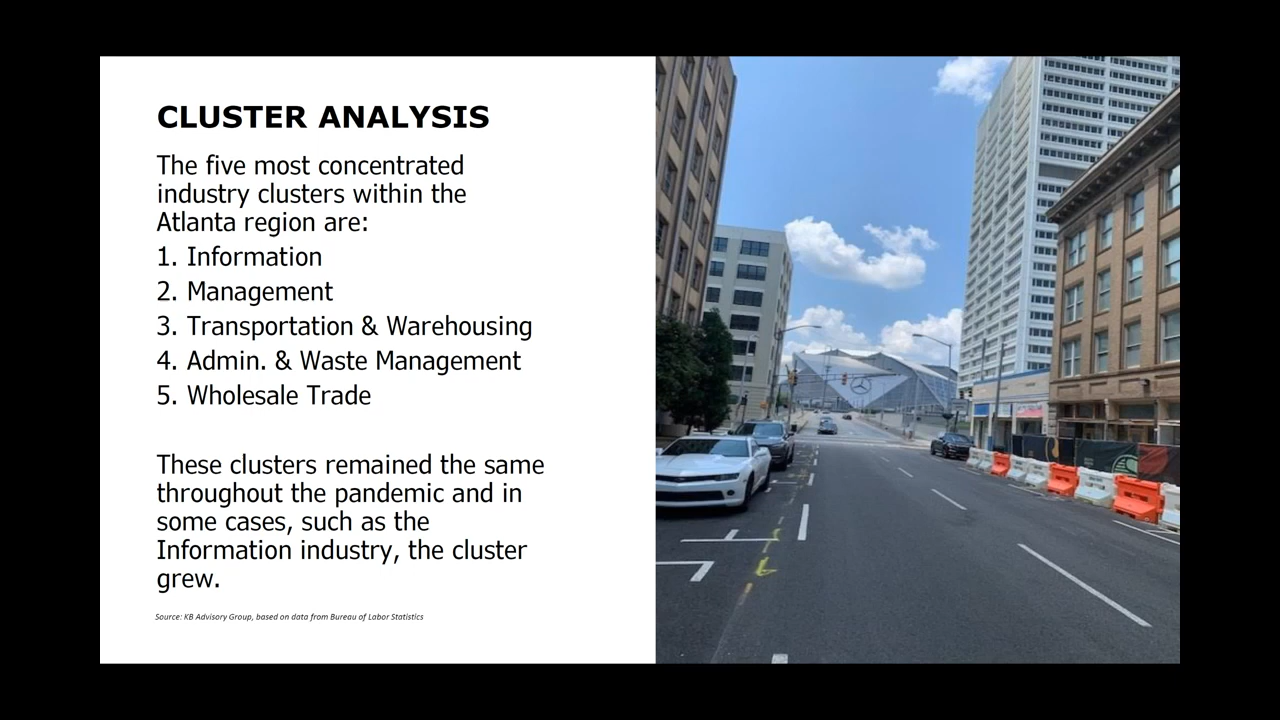 CLUSTER ANALYSIS
The five most concentrated
industry clusters within the
Atlanta region are:
1. Information
2. Management
3. Transportation & Warehousing
4. Admin. & Waste Management
5. Wholesale Trade
These clusters remained the same
throughout the pandemic and in
some cases, such as the
Information industry, the cluster
grew.
Source: KB Advisory Group, based on data from Bureau of Labor Statistics